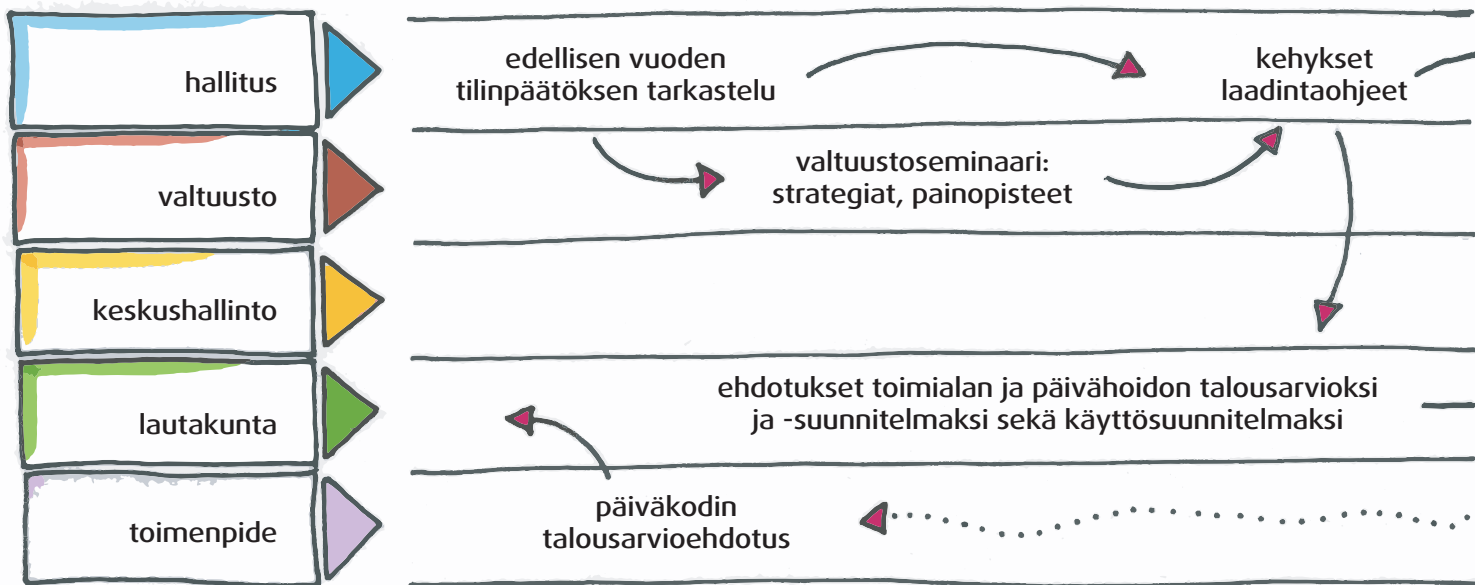 hallitus
edellisen vuoden
tilinpäätöksen tarkastelu
kehykset
laadintaohjeet
valtuusto
valtuustoseminaari:
strategiat, painopisteet
keskushallinto
lautakunta
ehdotukset toimialan ja päivähoidon talousarvioksi
ja -suunnitelmaksi sekä käyttösuunnitelmaksi
toimenpide
päiväkodin
talousarvioehdotus